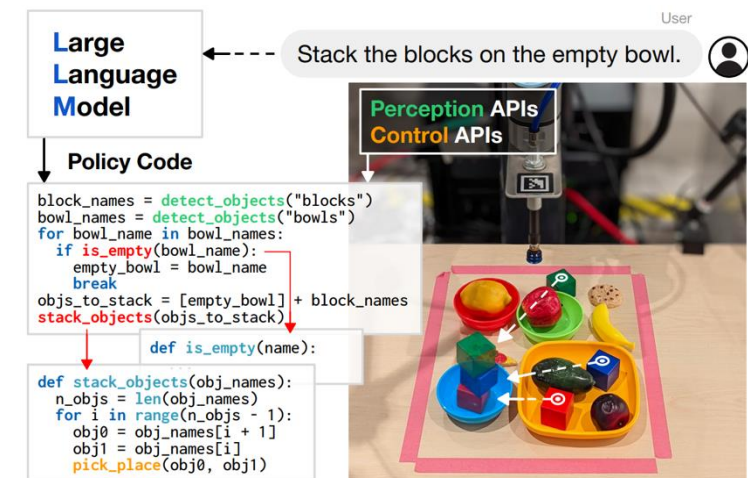 User
Stack the blocks on the empty bowl.
Large
Language
Model
Perception APIs
Control APIs
Policy Code
block_names = detect_objects("blocks")
bowl_names = detect_objects("bowls")
for bowl_name in bowl_names:
  if is_empty(bowl_name):
    empty_bowl = bowl_name
    break
objs_to_stack = [empty_bowl] + block_names
stack_objects(objs_to_stack)
def is_empty(name):
def stack_objects(obj_names):
  n_objs = len(obj_names)
  for i in range(n_objs - 1):
    obj0 = obj_names[i + 1]
    obj1 = obj_names[i]
    pick_place(obj0, obj1)